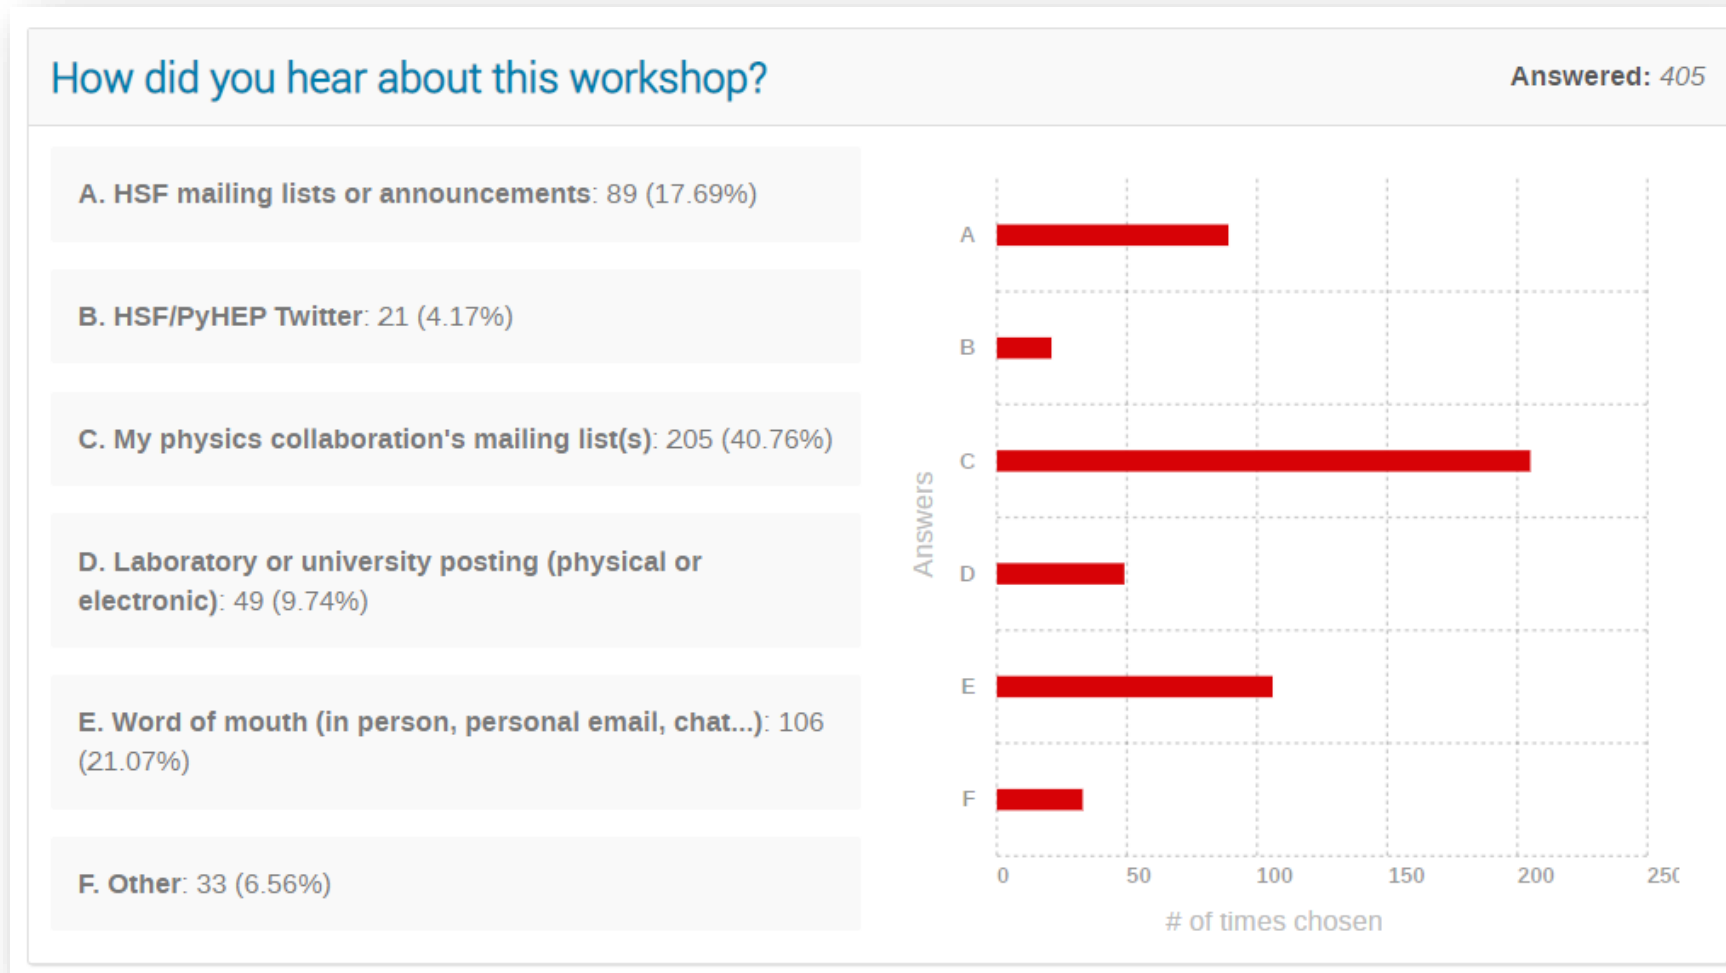 How did you hear about this workshop?
Answered: 405
A. HSF mailing lists or announcements: 89 (17.69%)
B. HSF/PyHEP Twitter: 21 (4.17%)
C. My physics collaboration's mailing list(s): 205 (40.76%)
D. Laboratory or university posting (physical or
electronic): 49 (9.74%)
E. Word of mouth (in person, personal email, chat...): 106
(21.07%)
F. Other: 33 (6.56%)
Answers
A
B
C
D
E
F
0 50 100 150 200 250
# of times chosen